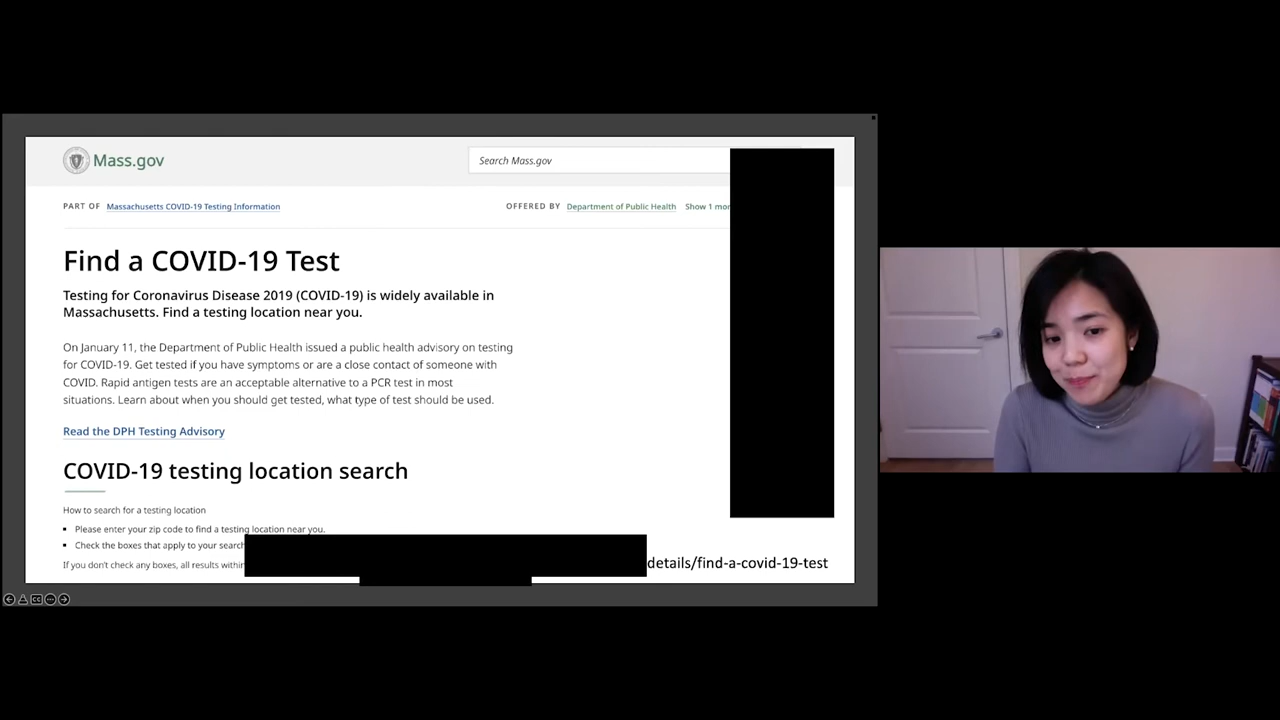 Mass.gov
Search Mass.gov
PART OF Massachusetts COVID-19 Testing Information
OFFERED BY Department of Public Health Show 1 mor
Find a COVID-19 Test
Testing for Coronavirus Disease 2019 (COVID-19) is widely available in
Massachusetts. Find a testing location near you.
On January 11, the Department of Public Health issued a public health advisory on testing
for COVID-19. Get tested if you have symptoms or are a close contact of someone with
COVID. Rapid antigen tests are an acceptable alternative to a PCR test in most
situations. Learn about when you should get tested, what type of test should be used.
Read the DPH Testing Advisory
COVID-19 testing location search
How to search for a testing location
Please enter your zip code to find a testing location near you.
Check the boxes that apply to your search
If you don't check any boxes, all results within
details/find-a-covid-19-test
CC